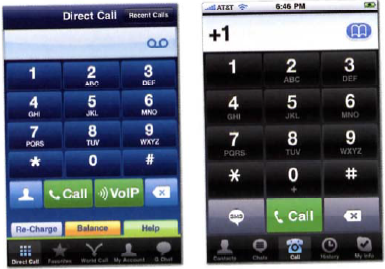 Direct Call Recent Calls
1 2 3
ABC DEF
4 5 6
GHI JKL MNO
7 8 9
PQRS TUV WXYZ
* 0 #
Call VoIP
Re-Charge Balance Help
Direct Call Favorites World Call My Account G Chat
AT&T 6:46 PM
+1
1 2 3
ABC DEF
4 5 6
GHI JKL MNO
7 8 9
PQRS TUV WXYZ
* 0 #
+
SMS Call
Contacts Chats Call History My Info